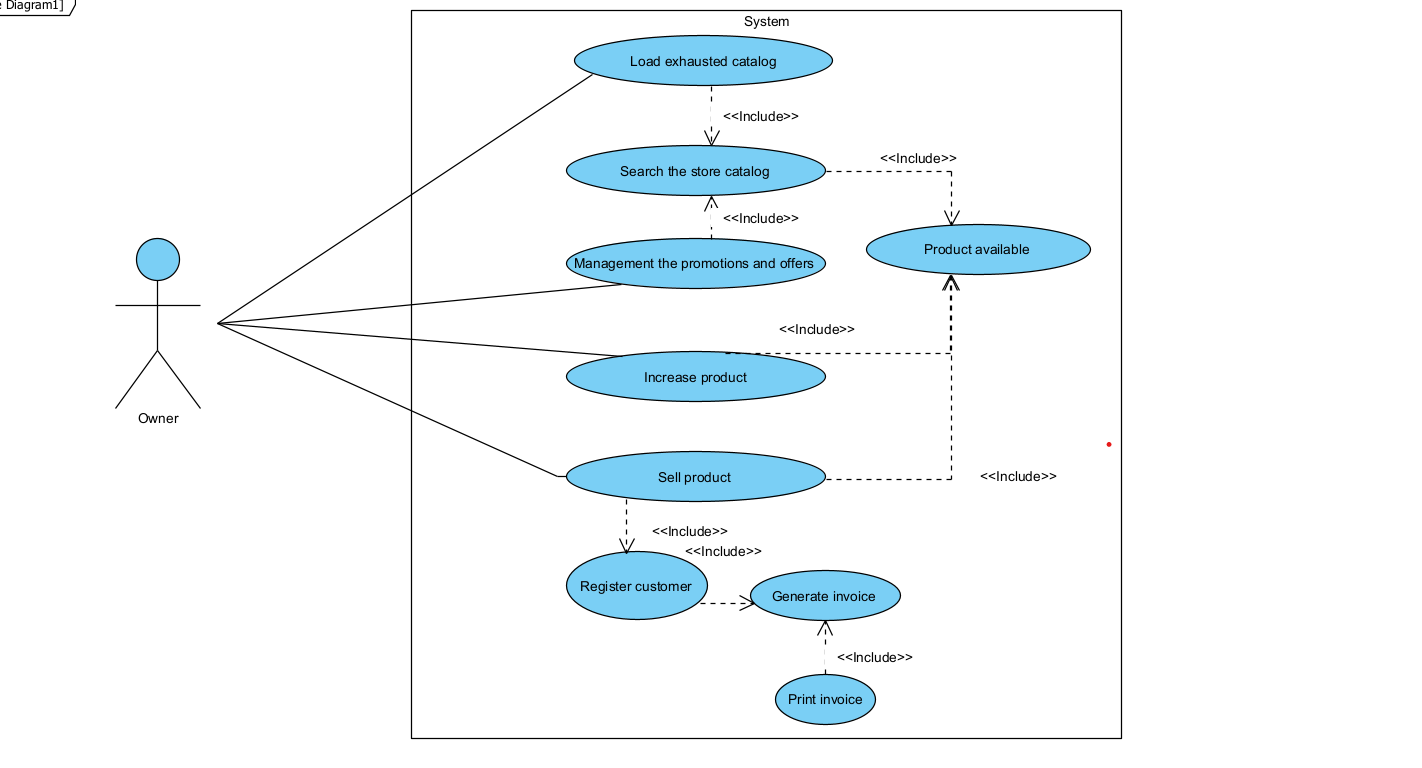 e Diagram1]
System
Load exhausted catalog
<<Include>>
Search the store catalog
<<Include>>
<<Include>>
Product available
Management the promotions and offers
<<Include>>
Increase product
Owner
Sell product
<<Include>>
<<Include>>
<<Include>>
Register customer
Generate invoice
<<Include>>
Print invoice